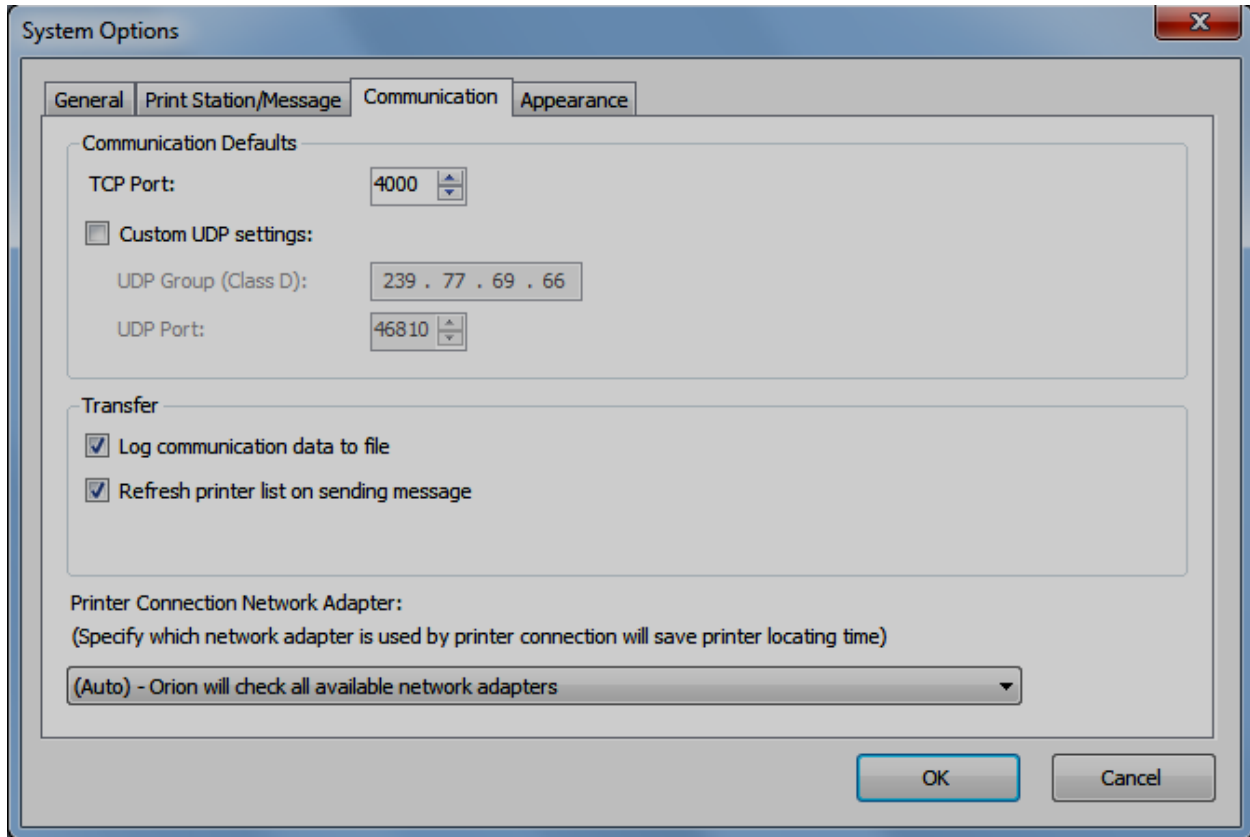 System Options
General Print Station/Message Communication Appearance
Communication Defaults
TCP Port: 4000
Custom UDP settings:
UDP Group (Class D): 239 . 77 . 69 . 66
UDP Port: 46810
Transfer
Log communication data to file
Refresh printer list on sending message
Printer Connection Network Adapter:
(Specify which network adapter is used by printer connection will save printer locating time)
(Auto) - Orion will check all available network adapters
OK Cancel